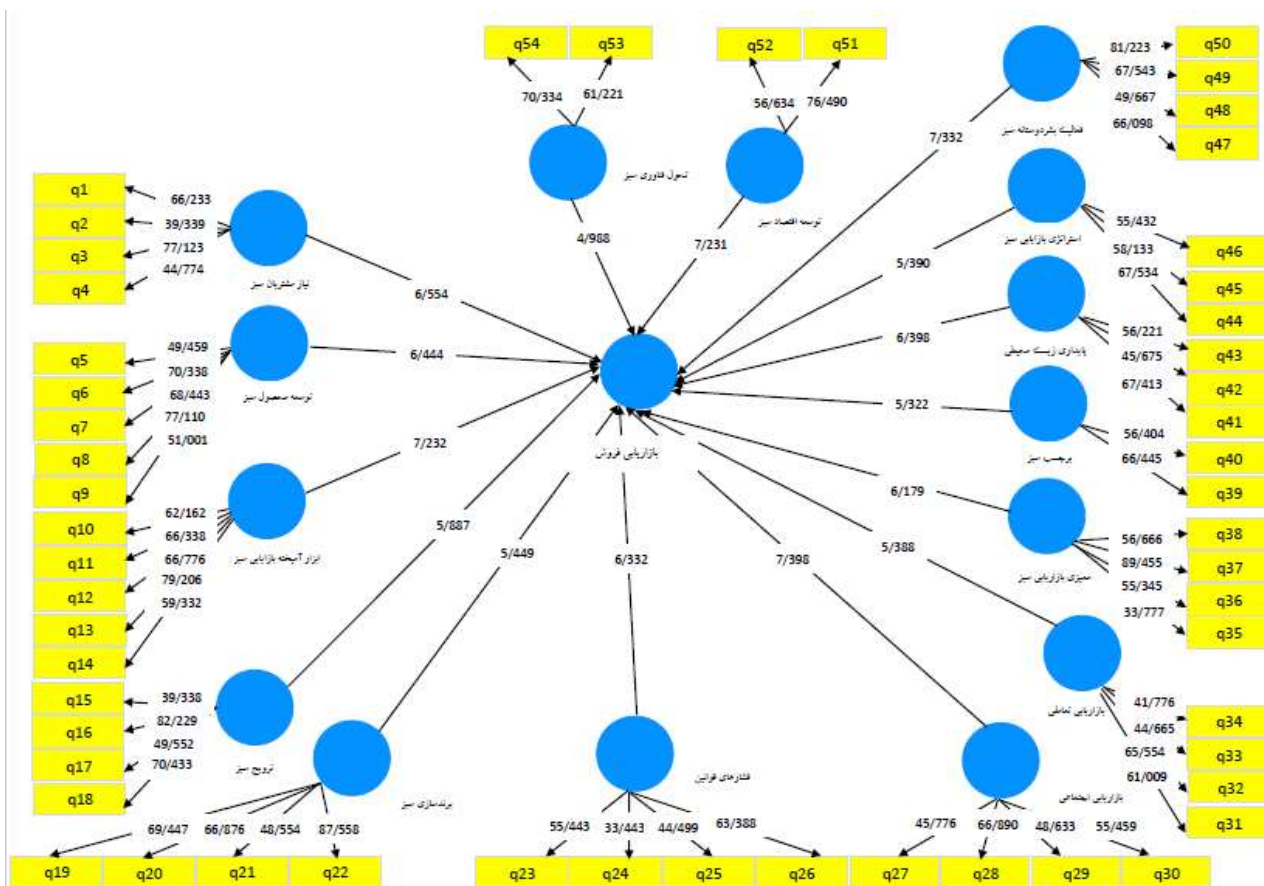 q54
q53
q52
q51
70/334
61/221
56/634
76/490
تحول فناوری سبز
توسعه اقتصاد سبز
4/988
7/231
81/223
67/543
49/667
66/098
q50
q49
q48
q47
فعالیت بشردوستانه سبز
7/332
q1
q2
q3
q4
66/233
39/339
77/123
44/774
نیاز مشتریان سبز
6/554
55/432
58/133
67/534
q46
q45
q44
استراتژی بازاریابی سبز
5/390
q5
q6
q7
q8
q9
49/459
70/338
68/443
77/110
51/001
توسعه محصول سبز
6/444
56/221
45/675
67/413
q43
q42
q41
پایداری زیست محیطی
6/398
بازاریابی فروش
56/404
66/445
q40
q39
برچسب سبز
5/322
q10
q11
q12
q13
q14
62/162
66/338
66/776
79/206
59/332
ابزار آمیخته بازاریابی سبز
7/232
56/666
89/455
55/345
33/777
q38
q37
q36
q35
ممیزی بازاریابی سبز
6/179
q15
q16
q17
q18
39/338
82/229
49/552
70/433
ترویج سبز
5/887
41/776
44/665
65/554
61/009
q34
q33
q32
q31
بازاریابی تعاملی
5/388
5/449
برندسازی سبز
69/447
66/876
48/554
87/558
q19
q20
q21
q22
6/332
فشارهای قوانین
55/443
33/443
44/499
63/388
q23
q24
q25
q26
7/398
بازاریابی اجتماعی
45/776
66/890
48/633
55/459
q27
q28
q29
q30